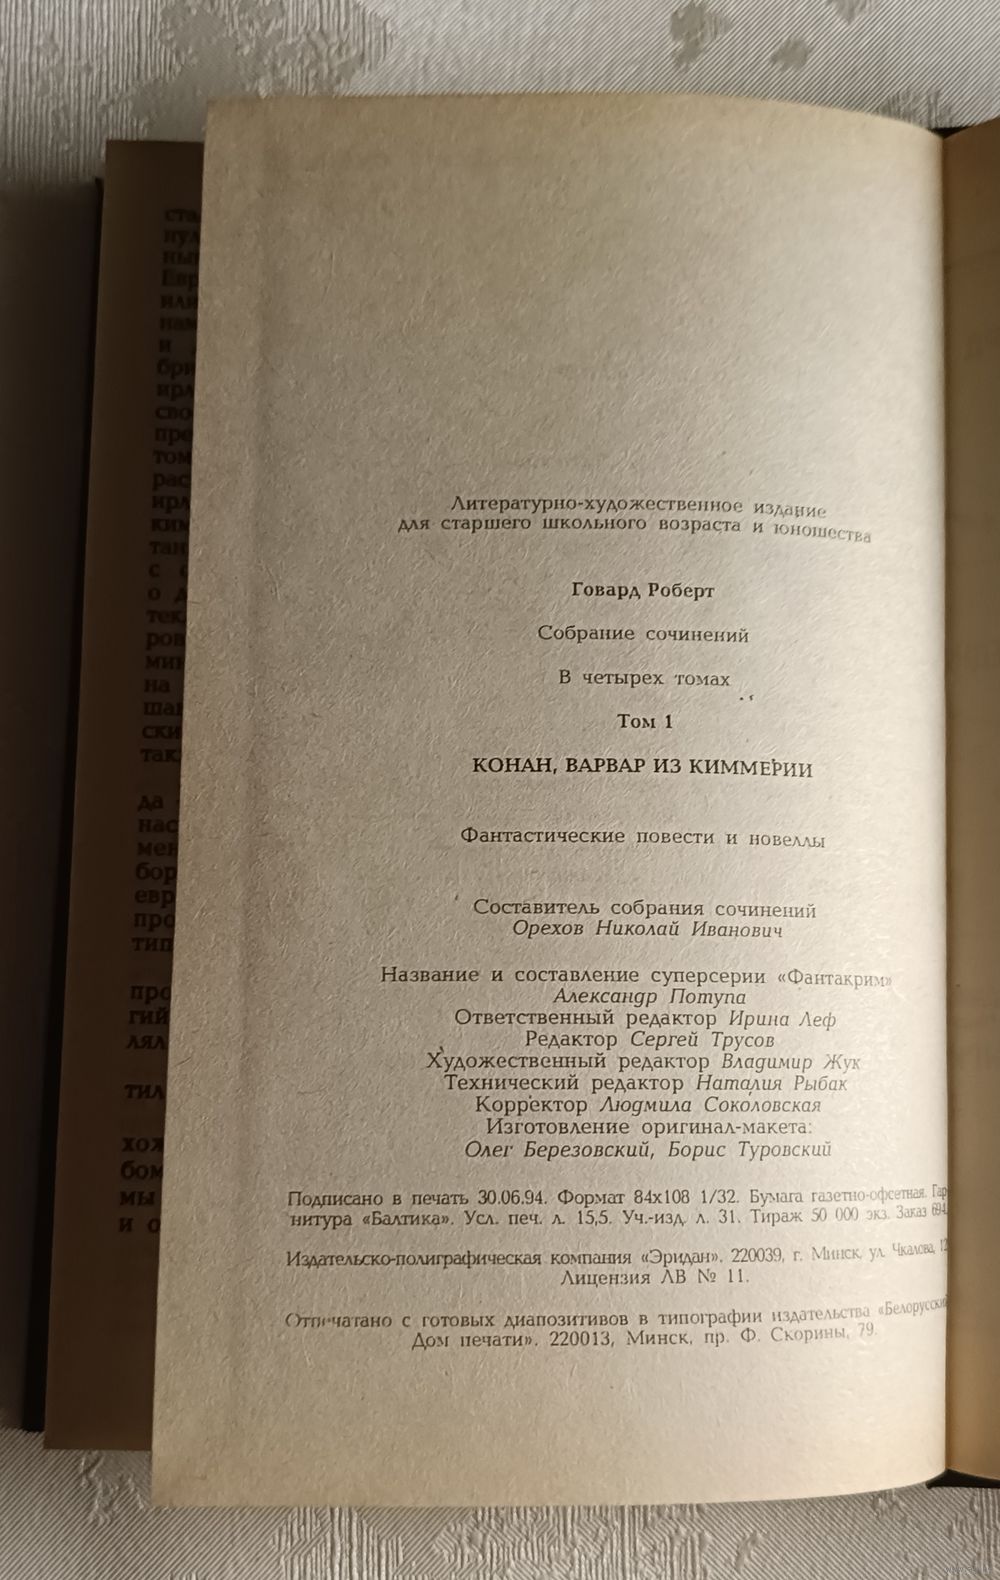 Литературно-художественное издание
для старшего школьного возраста и юношества
Говард Роберт
Собрание сочинений
В четырех томах
Том 1
КОНАН, ВАРВАР ИЗ КИММЕРИИ
Фантастические повести и новеллы
Составитель собрания сочинений
Орехов Николай Иванович
Название и составление суперсерии «Фантакрим»
Александр Потупа
Ответственный редактор Ирина Леф
Редактор Сергей Трусов
Художественный редактор Владимир Жук
Технический редактор Наталия Рыбак
Корректор Людмила Соколовская
Изготовление оригинал-макета:
Олег Березовский, Борис Туровский
Подписано в печать 30.06.94. Формат 84х108 1/32. Бумага газетно-офсетная. Гар
нитура «Балтика». Усл. печ. л. 15,5. Уч.-изд. л. 31. Тираж 50 000 экз. Заказ 694.
Издательско-полиграфическая компания «Эридан». 220039, г. Минск, ул. Чкалова, 12
Лицензия ЛВ № 11.
Отпечатано с готовых диапозитивов в типографии издательства «Белорусский
Дом печати». 220013, Минск, пр. Ф. Скорины, 79.